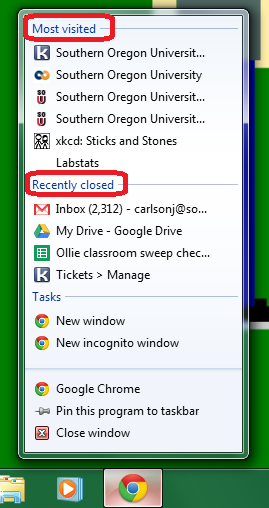 Most visited
Southern Oregon Universit...
Southern Oregon University
Southern Oregon Universit...
Southern Oregon Universit...
xkcd: Sticks and Stones
Labstats
Recently closed
Inbox (2,312) - carlsonj@so...
My Drive - Google Drive
Ollie classroom sweep chec...
Tickets > Manage
Tasks
New window
New incognito window
Google Chrome
Pin this program to taskbar
Close window